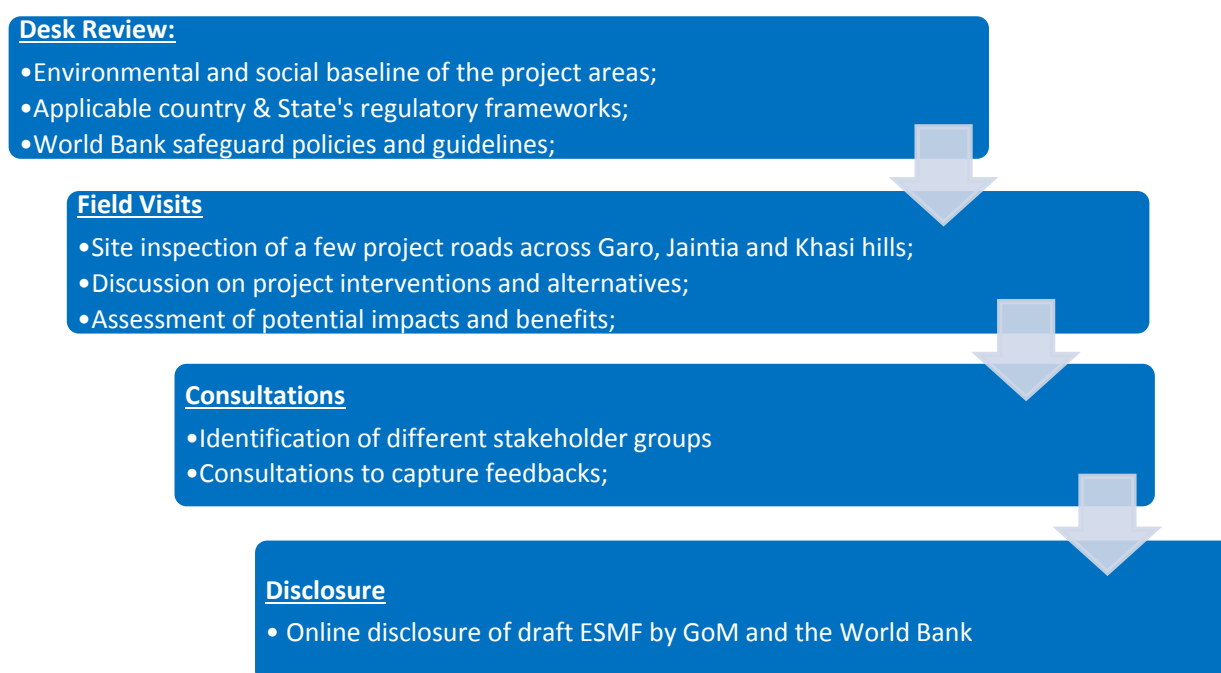 Desk Review:
•Environmental and social baseline of the project areas;
•Applicable country & State's regulatory frameworks;
•World Bank safeguard policies and guidelines;
Field Visits
•Site inspection of a few project roads across Garo, Jaintia and Khasi hills;
•Discussion on project interventions and alternatives;
•Assessment of potential impacts and benefits;
Consultations
•Identification of different stakeholder groups
•Consultations to capture feedbacks;
Disclosure
• Online disclosure of draft ESMF by GoM and the World Bank